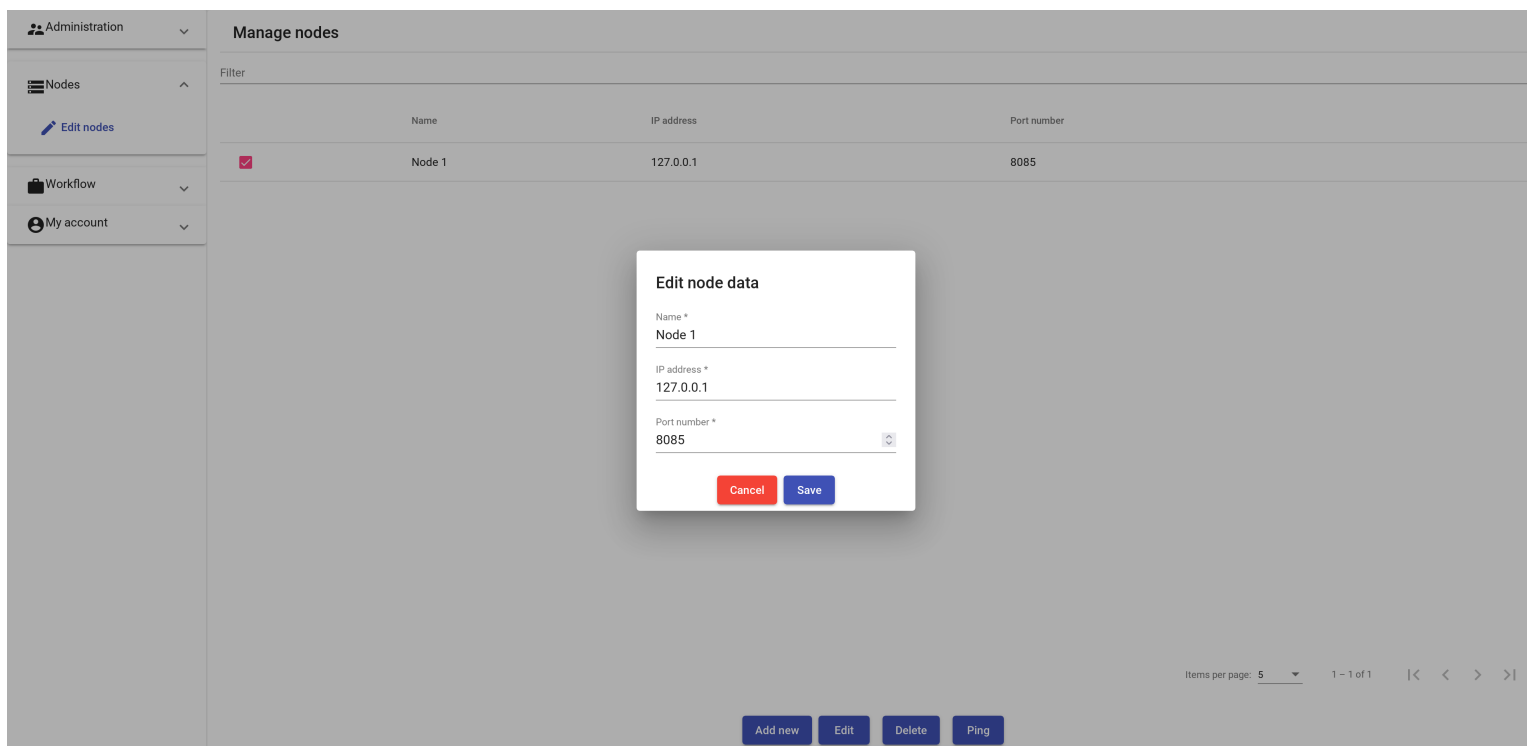 Administration
Nodes
Edit nodes
Workflow
My account
Manage nodes
Filter
Name IP address Port number
Node 1 127.0.0.1 8085
Edit node data
Name *
Node 1
IP address *
127.0.0.1
Port number *
8085
Cancel Save
Items per page: 5 1 – 1 of 1
Add new Edit Delete Ping